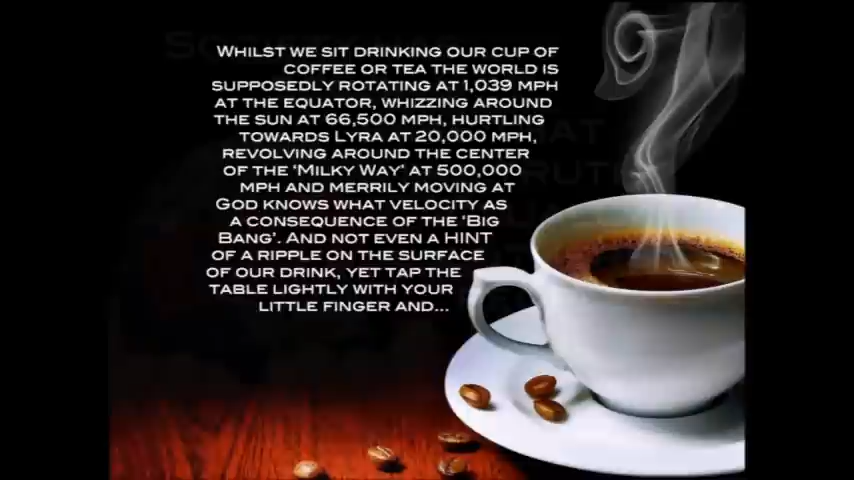 Whilst we sit drinking our cup of
coffee or tea the world is
supposedly rotating at 1,039 mph
at the equator, whizzing around
the sun at 66,500 mph, hurtling
towards Lyra at 20,000 mph,
revolving around the center
of the ‘Milky Way’ at 500,000
mph and merrily moving at
God knows what velocity as
a consequence of the ‘Big
Bang’. And not even a hint
of a ripple on the surface
of our drink, yet tap the
table lightly with your
little finger and...